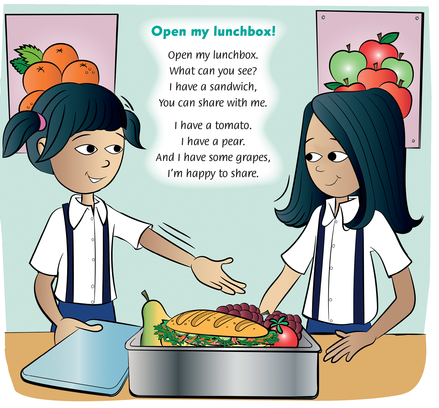 Open my lunchbox!
Open my lunchbox.
What can you see?
I have a sandwich,
You can share with me.
I have a tomato.
I have a pear.
And I have some grapes,
I'm happy to share.